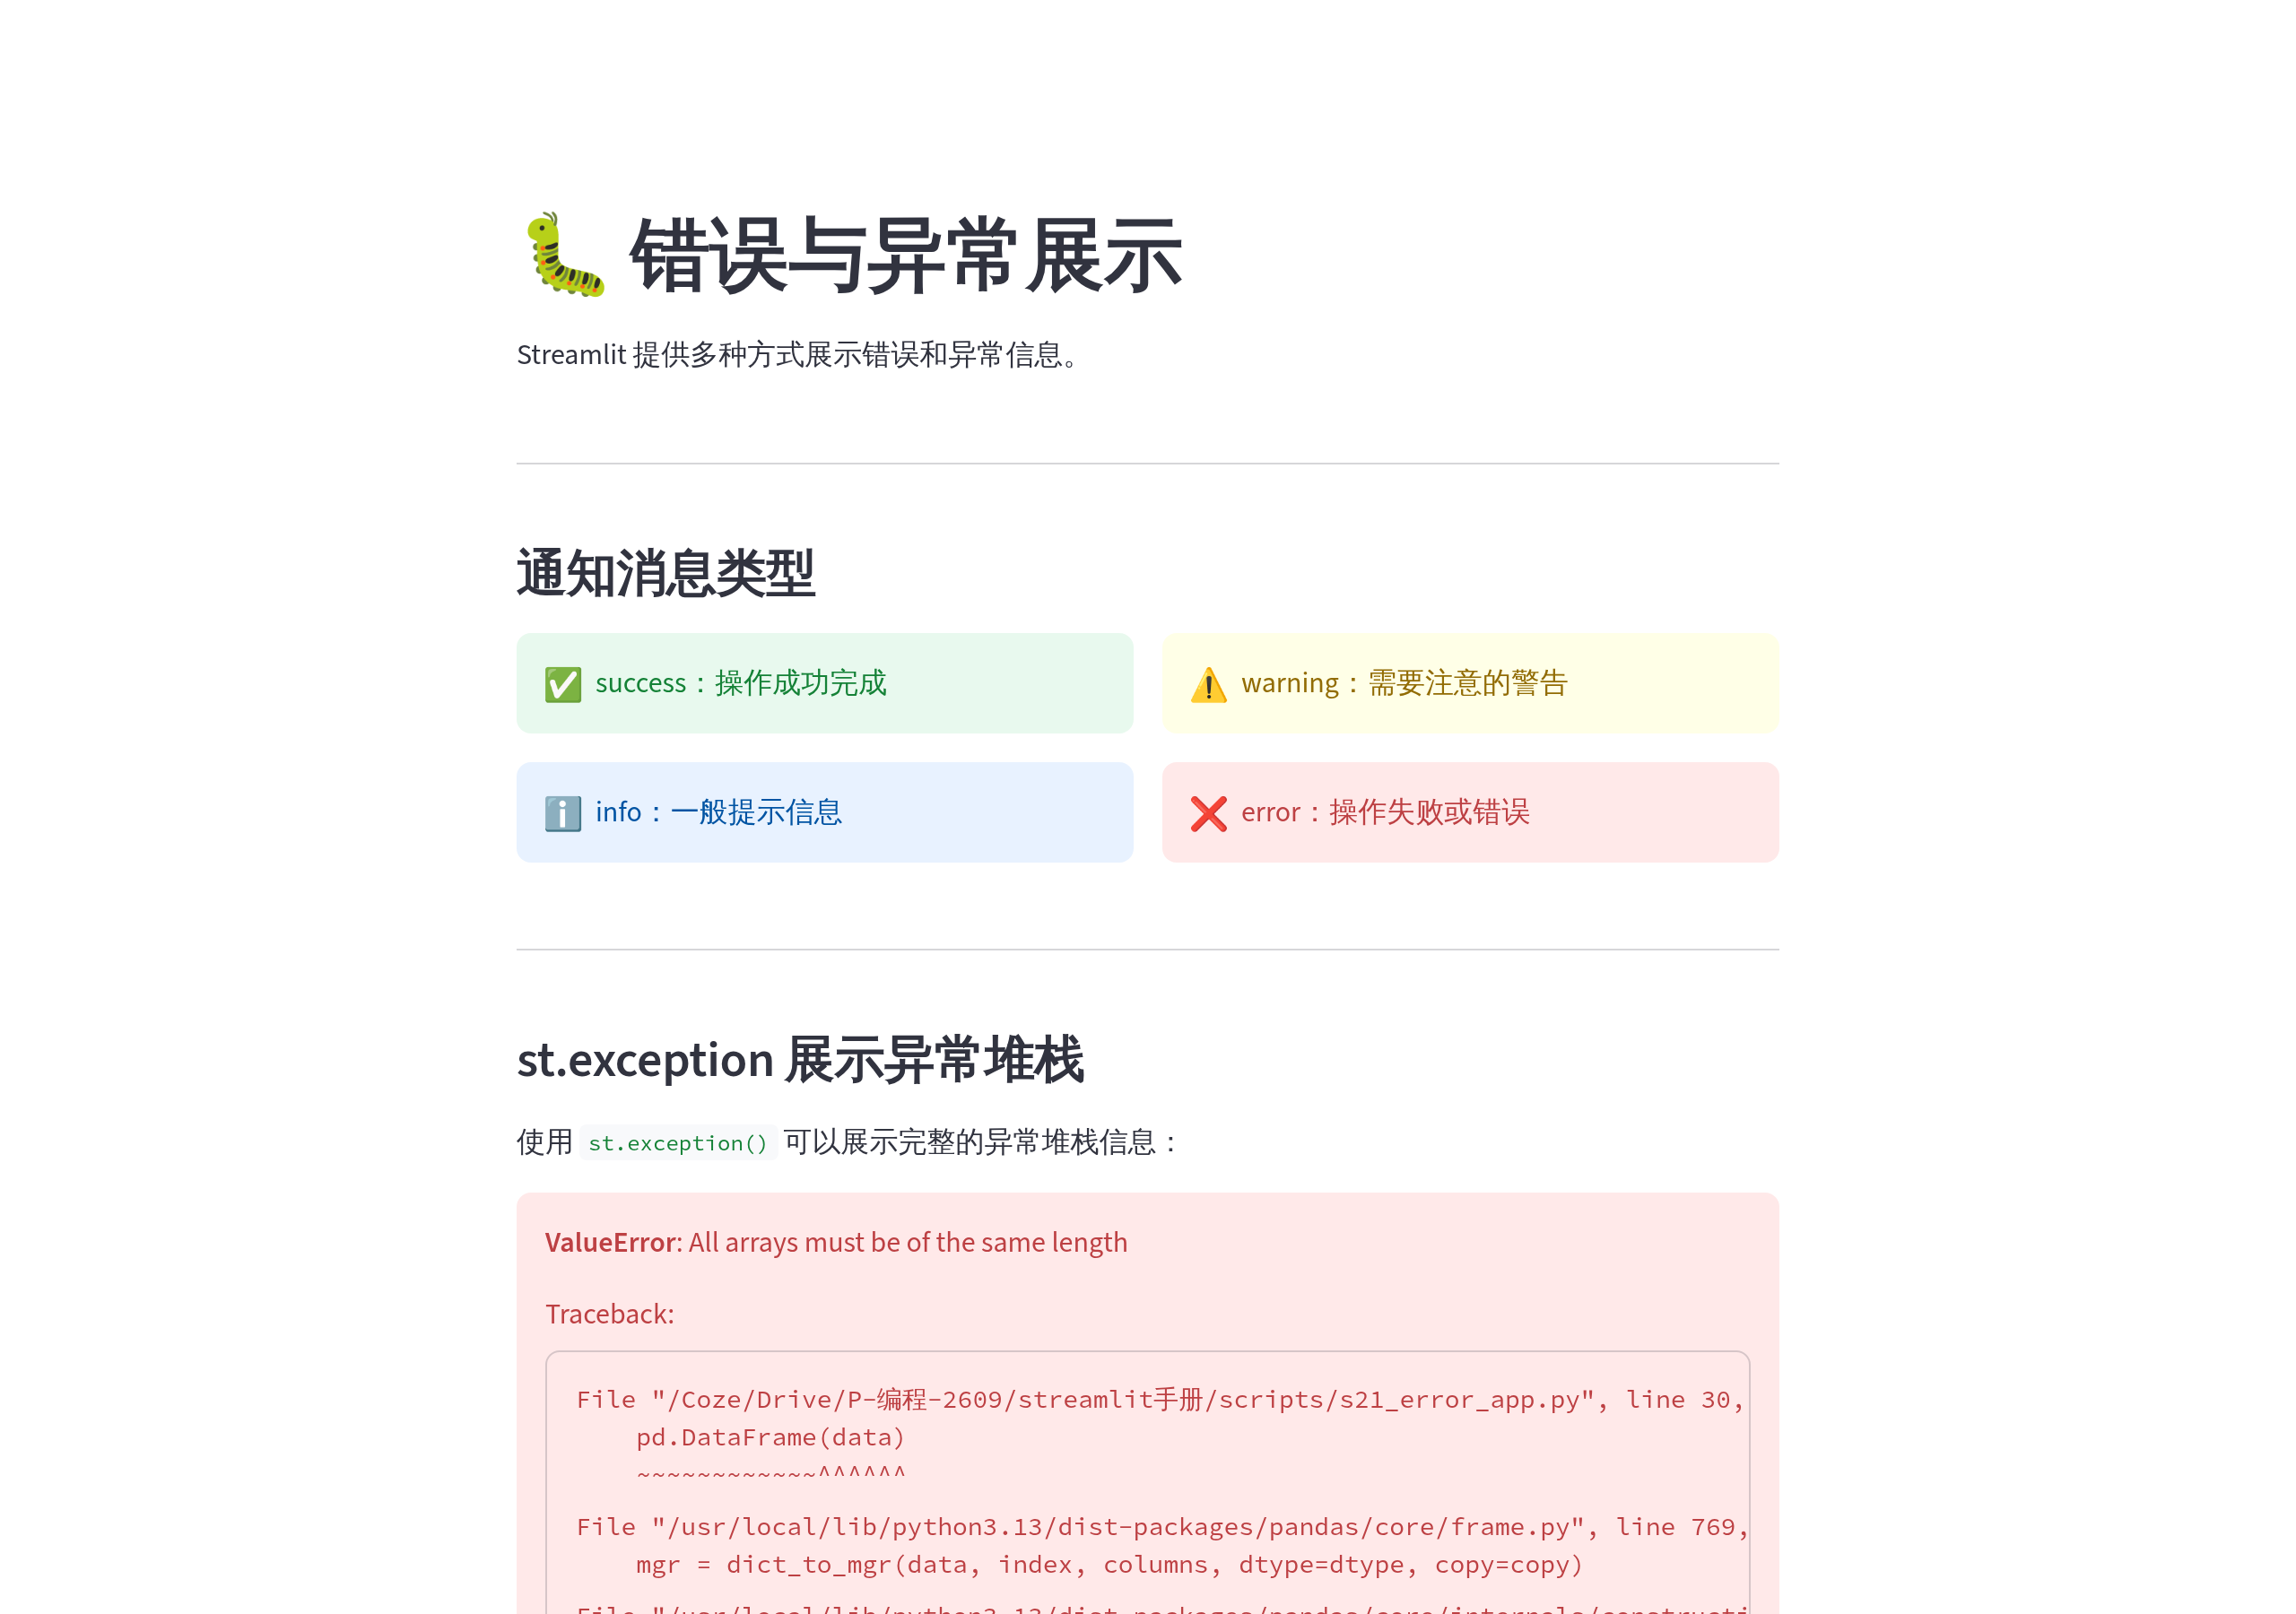 🐛 错误与异常展示
Streamlit 提供多种方式展示错误和异常信息。
通知消息类型
✅ success：操作成功完成
⚠️ warning：需要注意的警告
ℹ️ info：一般提示信息
❌ error：操作失败或错误
st.exception 展示异常堆栈
使用 st.exception() 可以展示完整的异常堆栈信息：
ValueError: All arrays must be of the same length
Traceback:
File "/Coze/Drive/P-编程-2609/streamlit手册/scripts/s21_error_app.py", line 30,
    pd.DataFrame(data)
    ~~~~~~~~~~~~^^^^^^
File "/usr/local/lib/python3.13/dist-packages/pandas/core/frame.py", line 769,
    mgr = dict_to_mgr(data, index, columns, dtype=dtype, copy=copy)